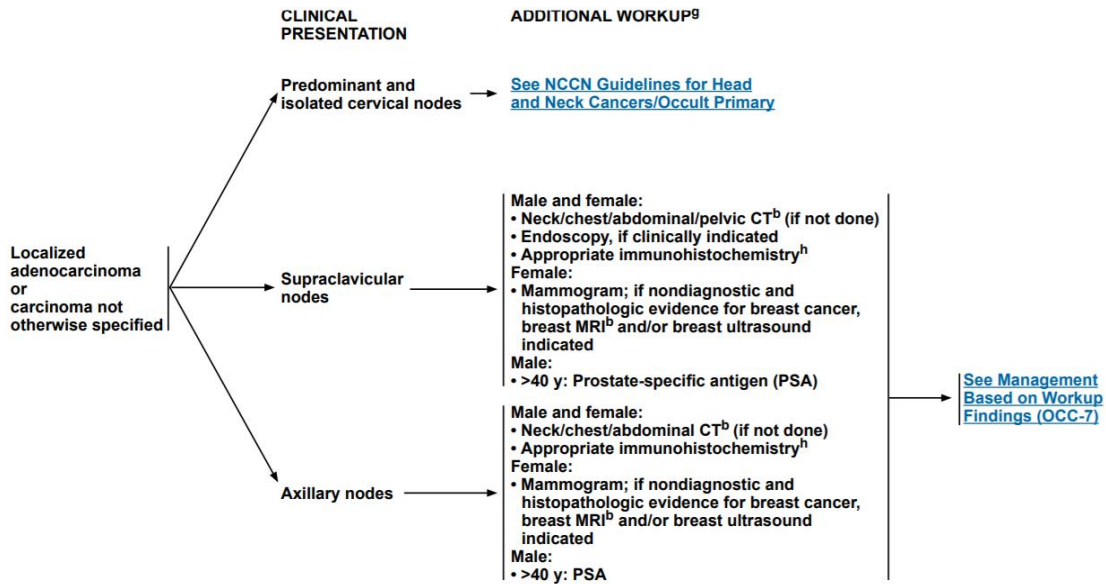 CLINICAL
PRESENTATION
ADDITIONAL WORKUPg
Predominant and
isolated cervical nodes
See NCCN Guidelines for Head
and Neck Cancers/Occult Primary
Localized
adenocarcinoma
or
carcinoma not
otherwise specified
Supraclavicular
nodes
Male and female:
• Neck/chest/abdominal/pelvic CTb (if not done)
• Endoscopy, if clinically indicated
• Appropriate immunohistochemistryh
Female:
• Mammogram; if nondiagnostic and
histopathologic evidence for breast cancer,
breast MRIb and/or breast ultrasound
indicated
Male:
• >40 y: Prostate-specific antigen (PSA)
Axillary nodes
Male and female:
• Neck/chest/abdominal CTb (if not done)
• Appropriate immunohistochemistryh
Female:
• Mammogram; if nondiagnostic and
histopathologic evidence for breast cancer,
breast MRIb and/or breast ultrasound
indicated
Male:
• >40 y: PSA
See Management
Based on Workup
Findings (OCC-7)